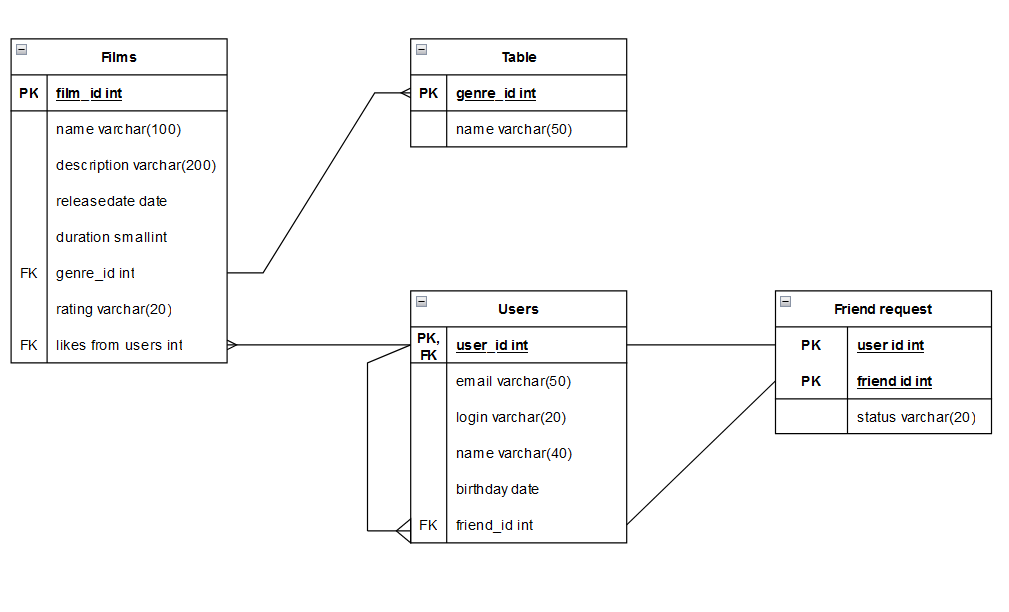 Films
PK film_id int
name varchar(100)
description varchar(200)
releasedate date
duration smallint
FK genre_id int
rating varchar(20)
FK likes from users int
Table
PK genre_id int
name varchar(50)
Users
PK,
FK user_id int
email varchar(50)
login varchar(20)
name varchar(40)
birthday date
FK friend_id int
Friend request
PK user id int
PK friend id int
status varchar(20)